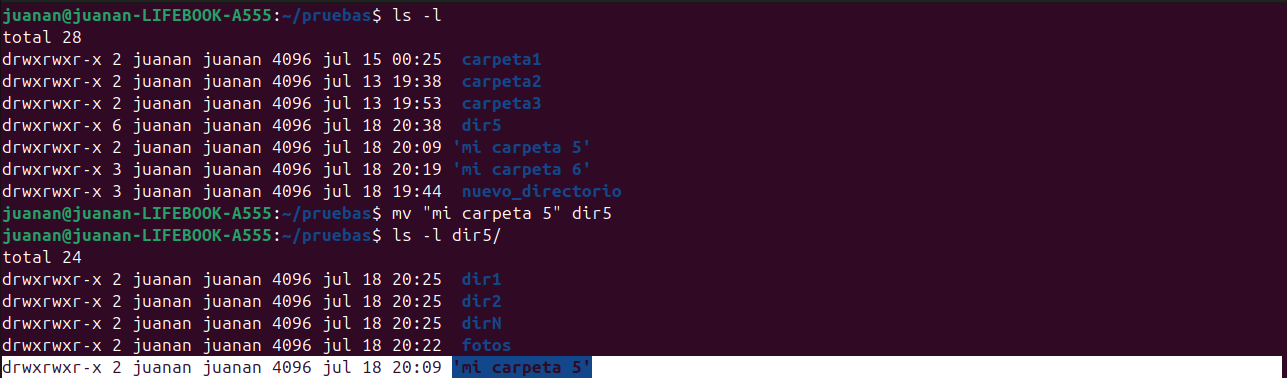 juanan@juanan-LIFEBOOK-A555:~/pruebas$ ls -l
total 28
drwxrwxr-x 2 juanan juanan 4096 jul 15 00:25  carpeta1
drwxrwxr-x 2 juanan juanan 4096 jul 13 19:38  carpeta2
drwxrwxr-x 2 juanan juanan 4096 jul 13 19:53  carpeta3
drwxrwxr-x 6 juanan juanan 4096 jul 18 20:38  dir5
drwxrwxr-x 2 juanan juanan 4096 jul 18 20:09 'mi carpeta 5'
drwxrwxr-x 3 juanan juanan 4096 jul 18 20:19 'mi carpeta 6'
drwxrwxr-x 3 juanan juanan 4096 jul 18 19:44  nuevo_directorio
juanan@juanan-LIFEBOOK-A555:~/pruebas$ mv "mi carpeta 5" dir5
juanan@juanan-LIFEBOOK-A555:~/pruebas$ ls -l dir5/
total 24
drwxrwxr-x 2 juanan juanan 4096 jul 18 20:25  dir1
drwxrwxr-x 2 juanan juanan 4096 jul 18 20:25  dir2
drwxrwxr-x 2 juanan juanan 4096 jul 18 20:25  dirN
drwxrwxr-x 2 juanan juanan 4096 jul 18 20:22  fotos
drwxrwxr-x 2 juanan juanan 4096 jul 18 20:09 'mi carpeta 5'